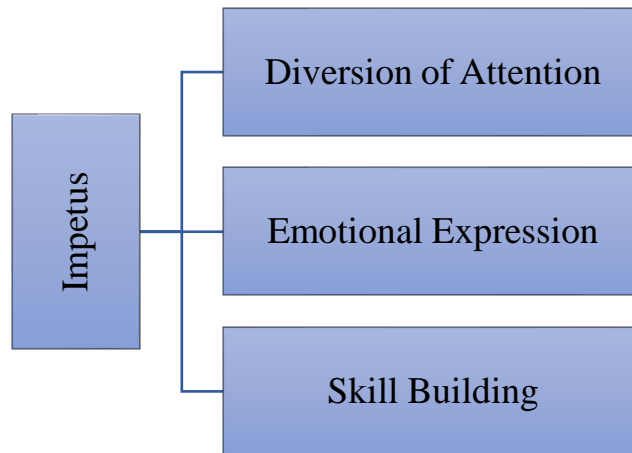 Impetus
Diversion of Attention
Emotional Expression
Skill Building